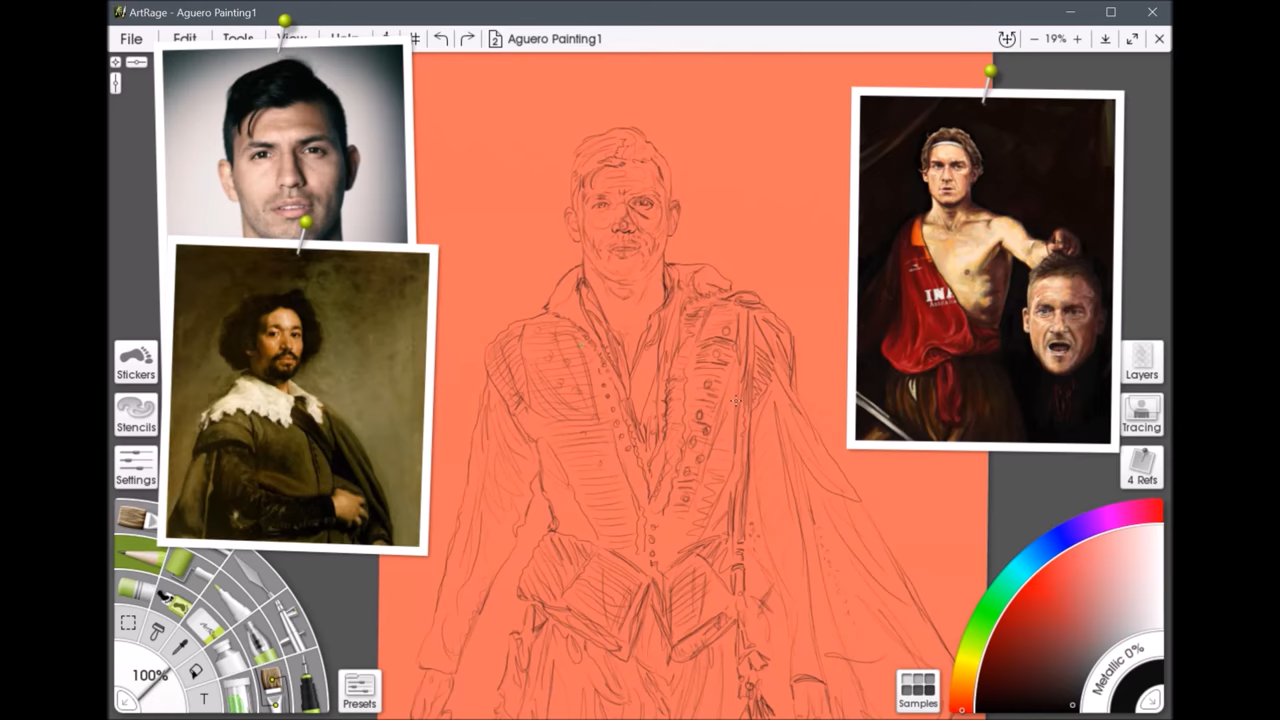 ArtRage - Aguero Painting1
File Edit Tools View Help
Aguero Painting1
19%
Stickers
Stencils
Settings
100%
T
Presets
Layers
Tracing
4 Refs
Samples
Metallic 0%